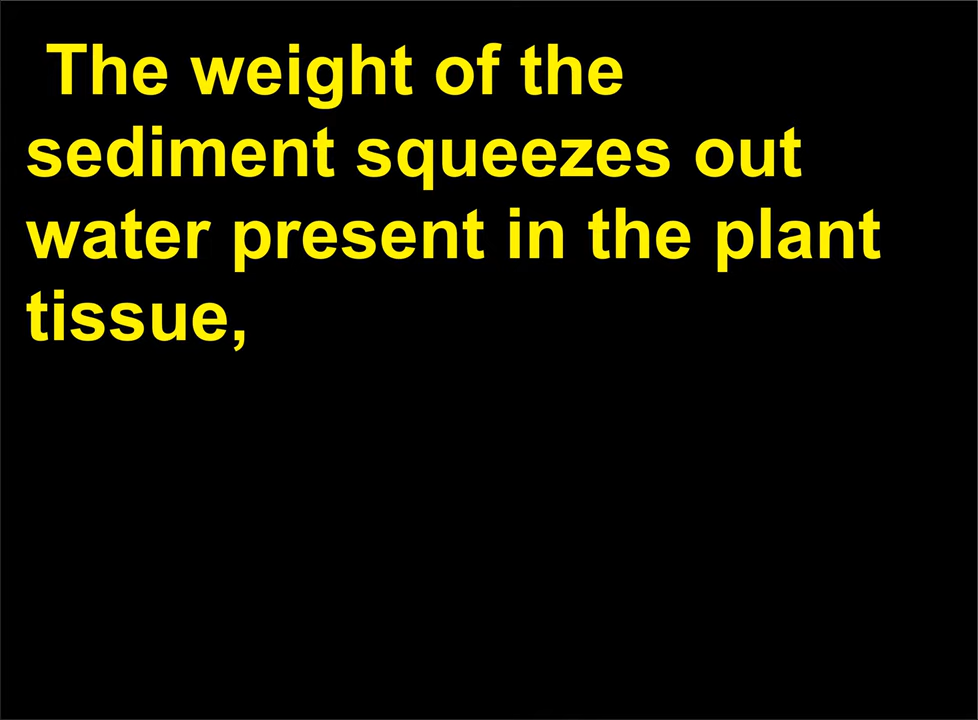 The weight of the
sediment squeezes out
water present in the plant
tissue,